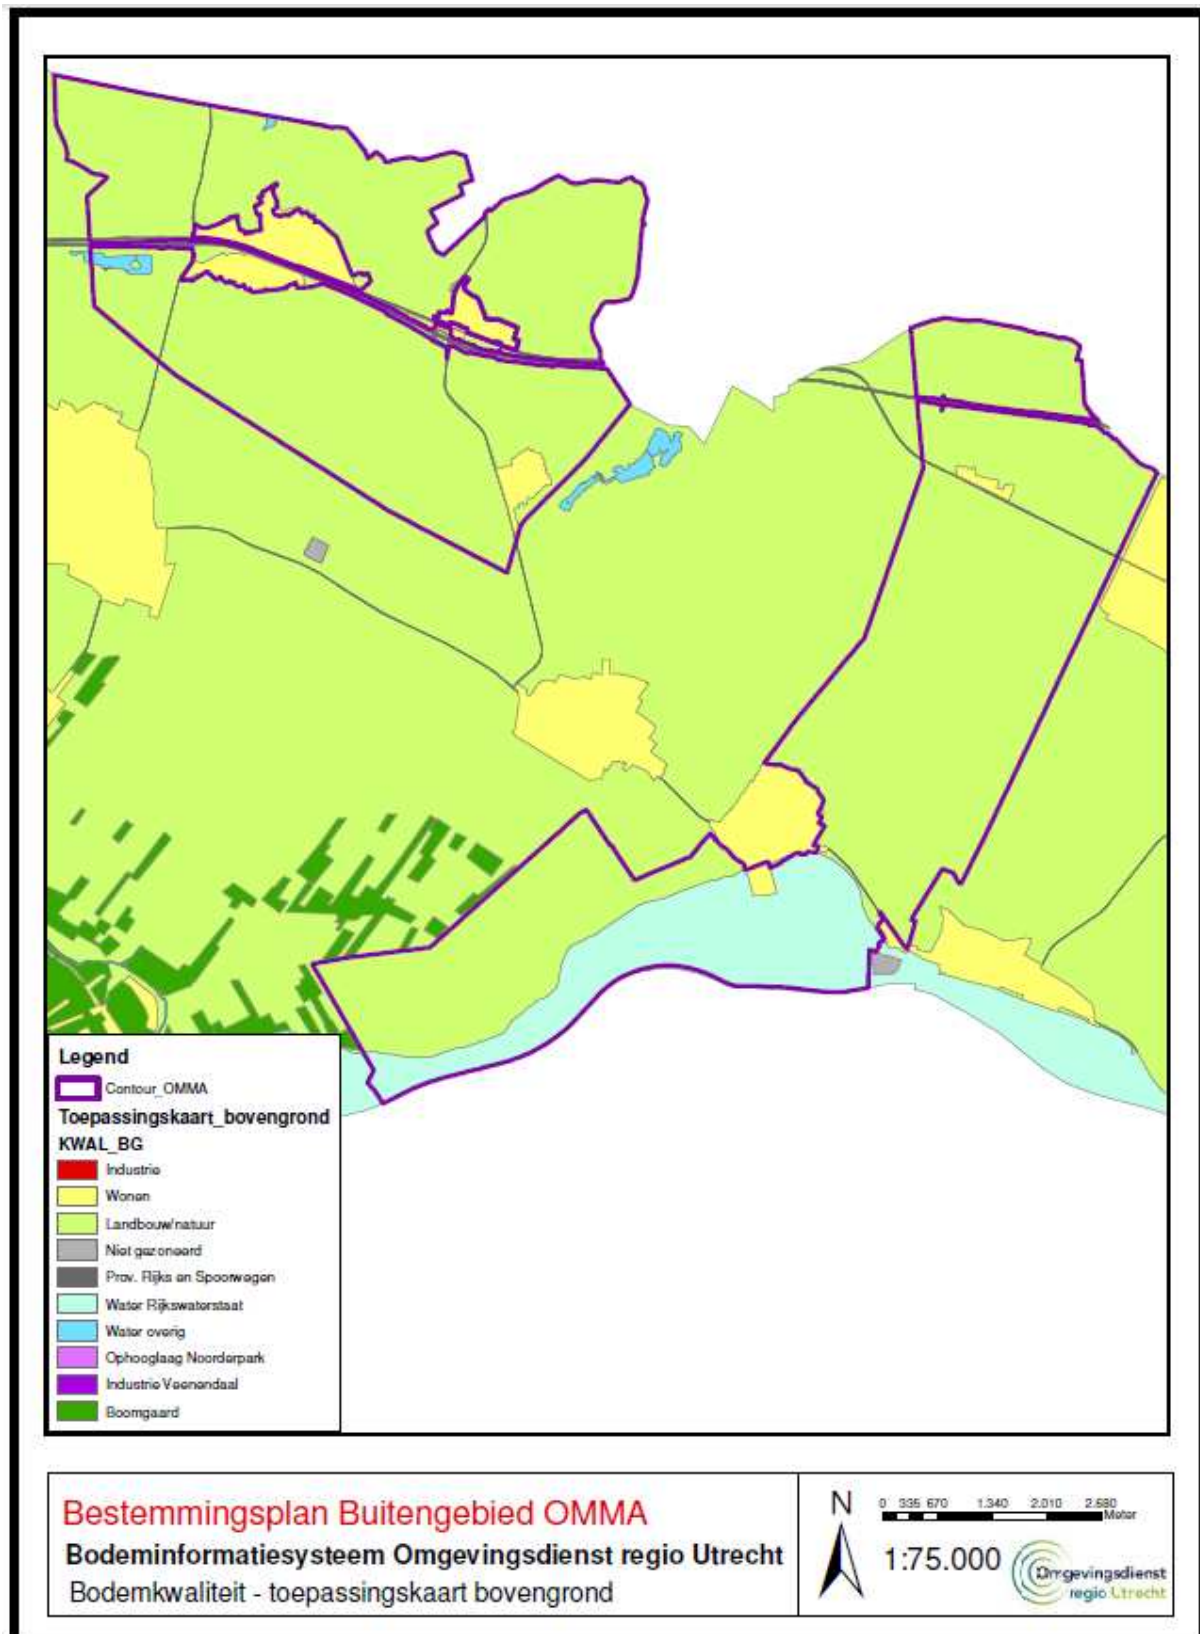 Legend
Contour_OMMA
Toepassingskaart_bovengrond
KWAL_BG
Industrie
Wonen
Landbouw/natuur
Niet gezoneerd
Prov. Rijks en Spoorwegen
Water Rijkswaterstaat
Water overig
Ophooglaag Noorderpark
Industrie Veenendaal
Boomgaard
Bestemmingsplan Buitengebied OMMA
Bodeminformatiesysteem Omgevingsdienst regio Utrecht
Bodemkwaliteit - toepassingskaart bovengrond
N
0 335 670 1.340 2.010 2.680
Meter
1:75.000
Omgevingsdienst
regio Utrecht